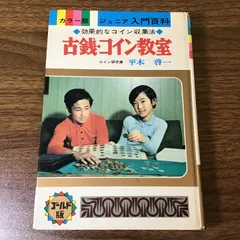 カラー版 ジュニア入門百科
◆効果的なコイン収集法◆
古銭・コイン教室
コイン研究家 平木啓一
ゴールド版